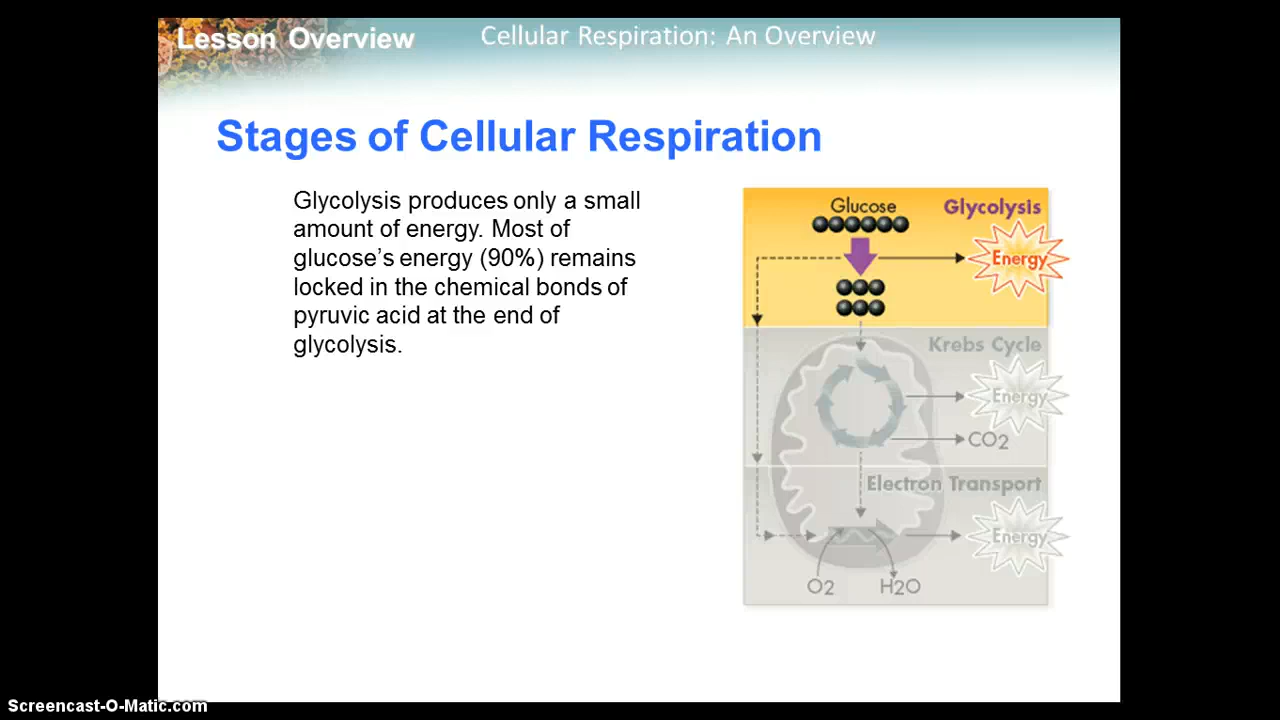 Lesson Overview
Cellular Respiration: An Overview
Stages of Cellular Respiration
Glycolysis produces only a small
amount of energy. Most of
glucose’s energy (90%) remains
locked in the chemical bonds of
pyruvic acid at the end of
glycolysis.
Glucose
Glycolysis
Energy
Krebs Cycle
Energy
CO2
Electron Transport
Energy
O2
H2O
Screencast-O-Matic.com